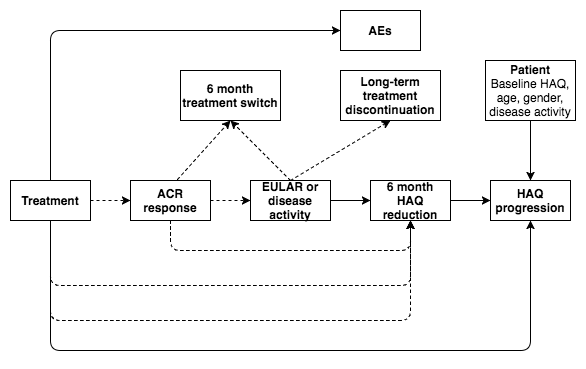 AEs
6 month
treatment switch
Long-term
treatment
discontinuation
Patient
Baseline HAQ,
age, gender,
disease activity
Treatment
ACR
response
EULAR or
disease
activity
6 month
HAQ
reduction
HAQ
progression